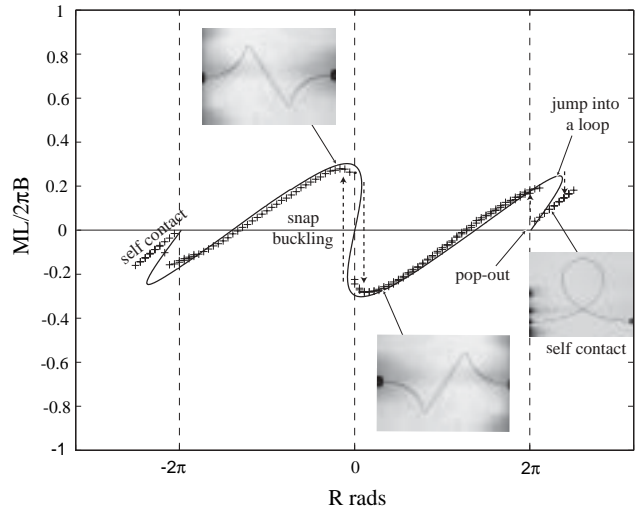 1
0.8
0.6
0.4
0.2
0
-0.2
-0.4
-0.6
-0.8
-1
ML/2πB
-2π
0
2π
R rads
self contact
snap
buckling
jump into
a loop
pop-out
self contact